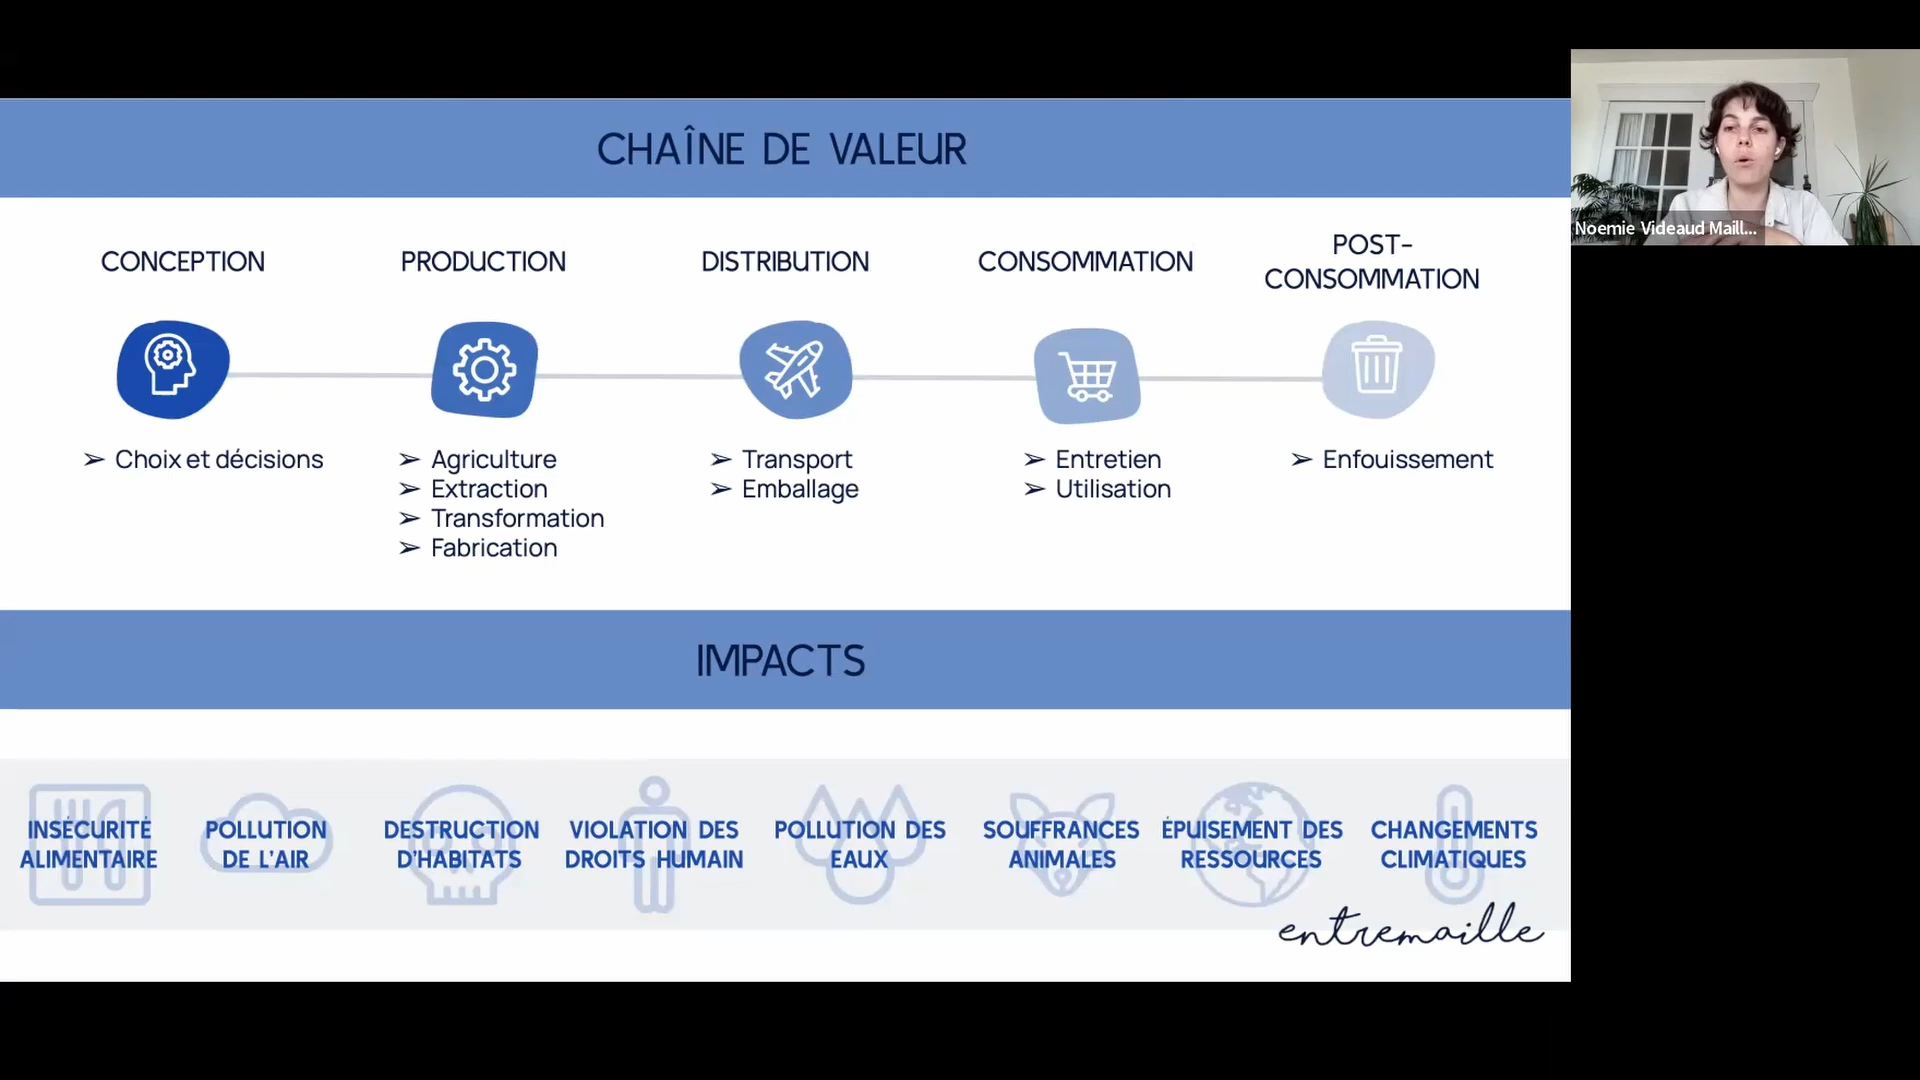 CHAÎNE DE VALEUR
CONCEPTION
PRODUCTION
DISTRIBUTION
CONSOMMATION
POST-
CONSOMMATION
➢ Choix et décisions
➢ Agriculture
➢ Extraction
➢ Transformation
➢ Fabrication
➢ Transport
➢ Emballage
➢ Entretien
➢ Utilisation
➢ Enfouissement
IMPACTS
INSÉCURITÉ
ALIMENTAIRE
POLLUTION
DE L'AIR
DESTRUCTION
D'HABITATS
VIOLATION DES
DROITS HUMAIN
POLLUTION DES
EAUX
SOUFFRANCES
ANIMALES
ÉPUISEMENT DES
RESSOURCES
CHANGEMENTS
CLIMATIQUES
entremaille
Noemie Videaud Maill...